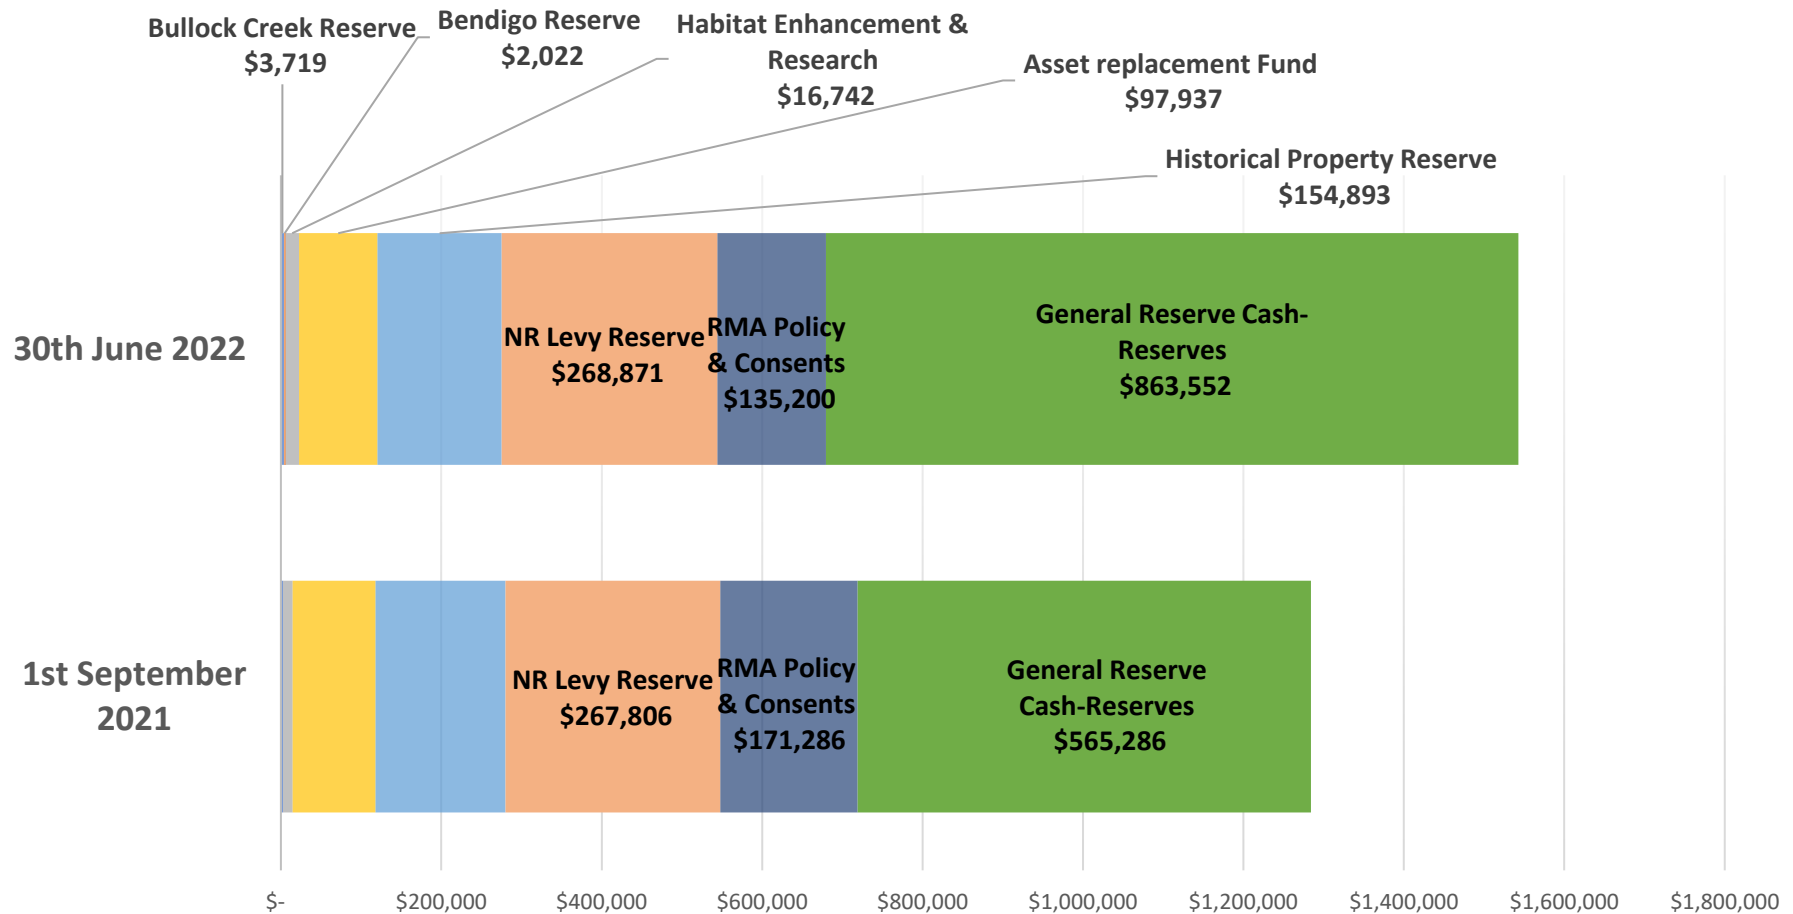 Bullock Creek Reserve
$3,719
Bendigo Reserve
$2,022
Habitat Enhancement &
Research
$16,742
Asset replacement Fund
$97,937
Historical Property Reserve
$154,893
30th June 2022
NR Levy Reserve
$268,871
RMA Policy
& Consents
$135,200
General Reserve Cash-
Reserves
$863,552
1st September
2021
NR Levy Reserve
$267,806
RMA Policy
& Consents
$171,286
General Reserve
Cash-Reserves
$565,286
$- $200,000 $400,000 $600,000 $800,000 $1,000,000 $1,200,000 $1,400,000 $1,600,000 $1,800,000